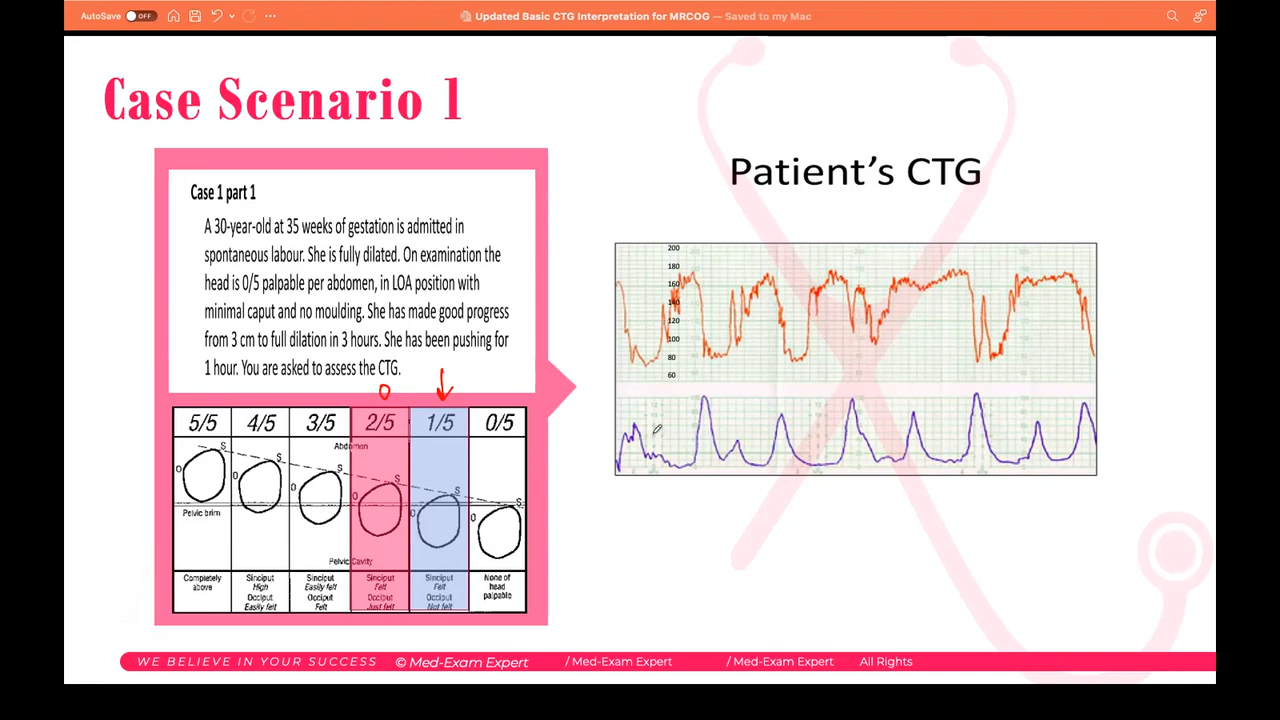 AutoSave OFF
Updated Basic CTG Interpretation for MRCOG — Saved to my Mac
Case Scenario 1
Case 1 part 1
A 30-year-old at 35 weeks of gestation is admitted in
spontaneous labour. She is fully dilated. On examination the
head is 0/5 palpable per abdomen, in LOA position with
minimal caput and no moulding. She has made good progress
from 3 cm to full dilation in 3 hours. She has been pushing for
1 hour. You are asked to assess the CTG.
5/5 4/5 3/5 2/5 1/5 0/5
Abdomen
S S S S S S
O O O O O O
Pelvic brim
Pelvic Cavity
Completely above
Sinciput High Occiput Easily felt
Sinciput Easily felt Occiput Felt
Sinciput Felt Occiput Just felt
Sinciput Felt Occiput Not felt
None of head palpable
Patient's CTG
200
180
160
140
120
100
80
60
WE BELIEVE IN YOUR SUCCESS © Med-Exam Expert / Med-Exam Expert / Med-Exam Expert All Rights